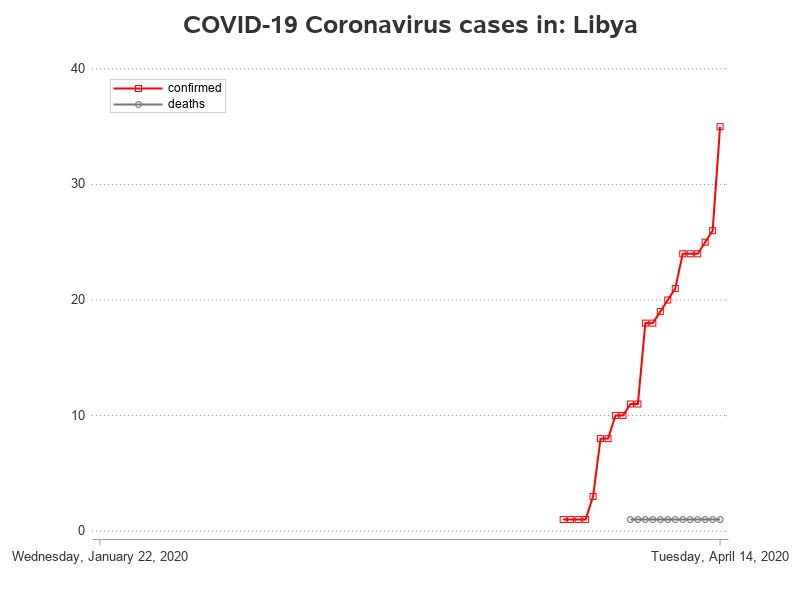 COVID-19 Coronavirus cases in: Libya
40
confirmed
deaths
30
20
10
0
Wednesday, January 22, 2020
Tuesday, April 14, 2020